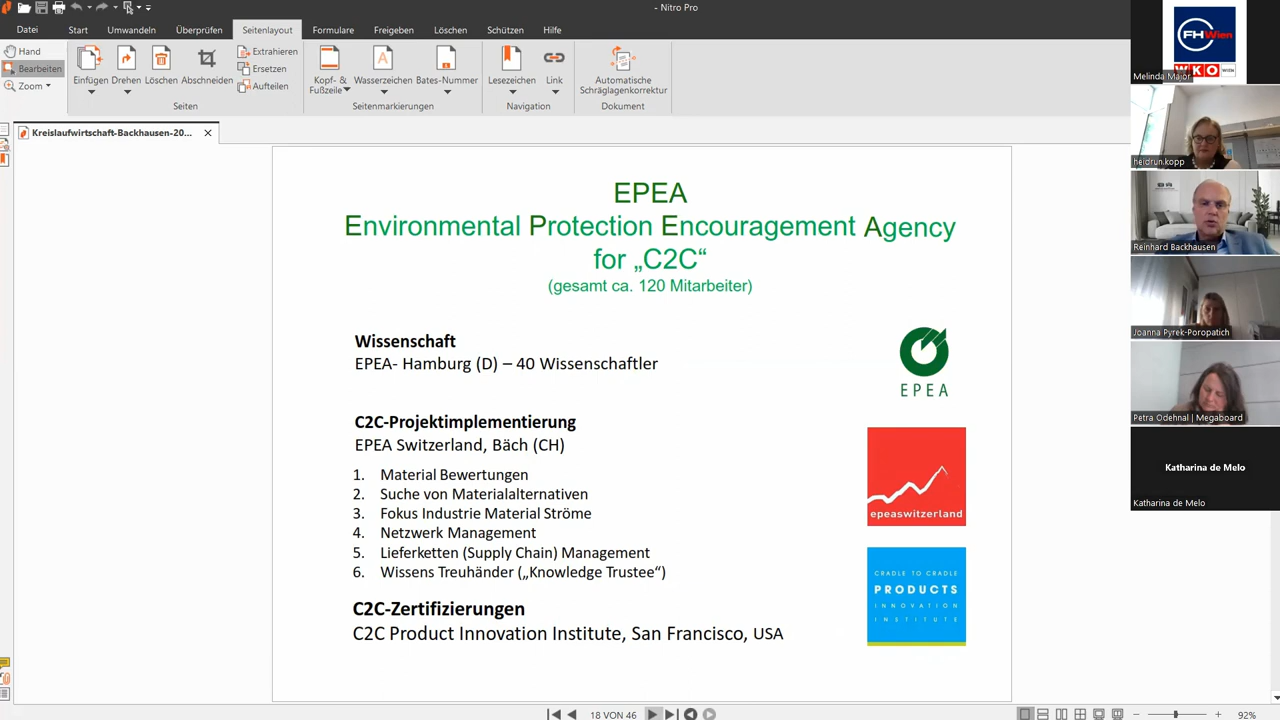 - Nitro Pro
Datei
Start
Umwandeln
Überprüfen
Seitenlayout
Formulare
Freigeben
Löschen
Schützen
Hilfe
Hand
Bearbeiten
Zoom
Einfügen
Drehen
Löschen
Abschneiden
Extrahieren
Ersetzen
Aufteilen
Seiten
Kopf- &
Fußzeile
Wasserzeichen
Bates-Nummer
Seitenmarkierungen
Lesezeichen
Link
Navigation
Automatische
Schräglagenkorrektur
Dokument
Kreislaufwirtschaft-Backhausen-20...
EPEA
Environmental Protection Encouragement Agency
for „C2C“
(gesamt ca. 120 Mitarbeiter)
Wissenschaft
EPEA- Hamburg (D) – 40 Wissenschaftler
EPEA
C2C-Projektimplementierung
EPEA Switzerland, Bäch (CH)
1. Material Bewertungen
2. Suche von Materialalternativen
3. Fokus Industrie Material Ströme
4. Netzwerk Management
5. Lieferketten (Supply Chain) Management
6. Wissens Treuhänder („Knowledge Trustee“)
epeaswitzerland
CRADLE TO CRADLE
PRODUCTS
INNOVATION
INSTITUTE
C2C-Zertifizierungen
C2C Product Innovation Institute, San Francisco, USA
18 VON 46
92%
FHWien
WKO WIEN
Melinda Major
heidrun.kopp
Reinhard Backhausen
Joanna Pyrek-Poropatich
Petra Odehnal | Megaboard
Katharina de Melo
Katharina de Melo